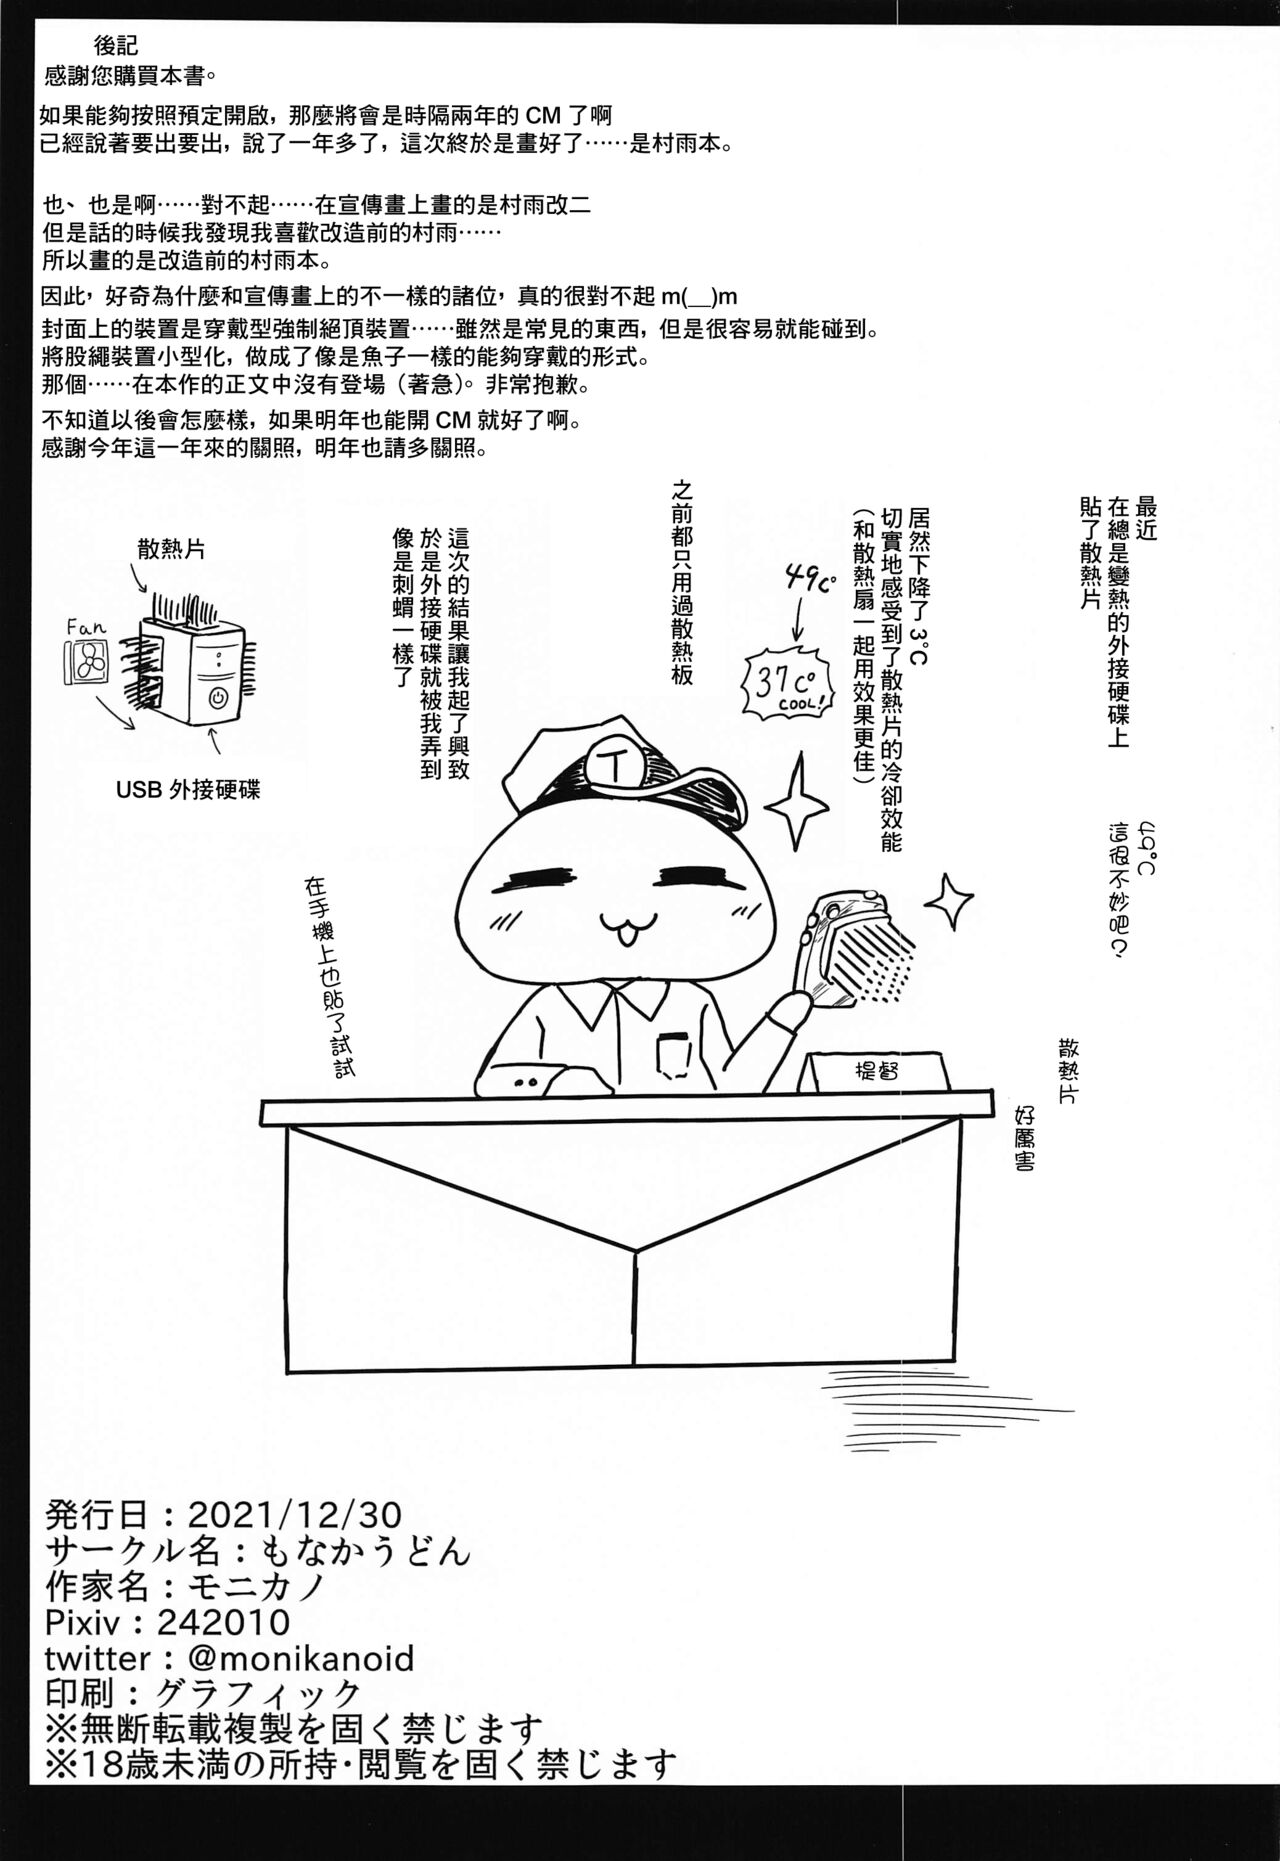 後記
感謝您購買本書。
如果能夠按照預定開啟，那麼將會是時隔兩年的 CM 了啊
已經說著要出要出，說了一年多了，這次終於是畫好了……是村雨本。
也、也是啊……對不起……在宣傳畫上畫的是村雨改二
但是話的時候我發現我喜歡改造前的村雨……
所以畫的是改造前的村雨本。
因此，好奇為什麼和宣傳畫上的不一樣的諸位，真的很對不起 m(__)m
封面上的裝置是穿戴型強制絕頂裝置……雖然是常見的東西，但是很容易就能碰到。
將股繩裝置小型化，做成了像是魚子一樣的能夠穿戴的形式。
那個……在本作的正文中沒有登場（著急）。非常抱歉。
不知道以後會怎麼樣，如果明年也能開 CM 就好了啊。
感謝今年這一年來的關照，明年也請多關照。
最近
在總是變熱的外接硬碟上
貼了散熱片
49℃
這很不妙吧？
散熱片
好厲害
居然下降了 3℃
切實地感受到了散熱片的冷卻效能
（和散熱扇一起用效果更佳）
49c°
37c°
COOL!
之前都只用過散熱板
這次的結果讓我起了興致
於是外接硬碟就被我弄到
像是刺蝟一樣了
散熱片
Fan
USB 外接硬碟
T
在手機上也貼了試試
提督
発行日：2021/12/30
サークル名：もなかうどん
作家名：モニカノ
Pixiv：242010
twitter：@monikanoid
印刷：グラフィック
※無断転載複製を固く禁じます
※18歳未満の所持･閲覧を固く禁じます